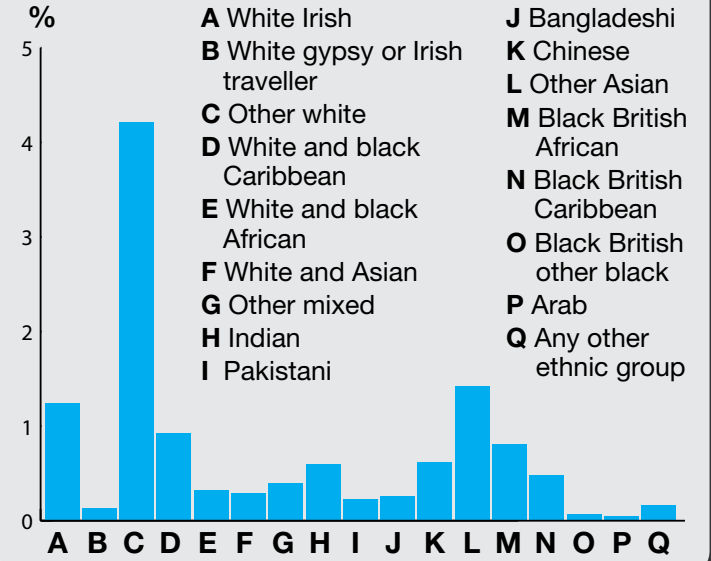 %
5
4
3
2
1
0
A White Irish
B White gypsy or Irish
traveller
C Other white
D White and black
Caribbean
E White and black
African
F White and Asian
G Other mixed
H Indian
I Pakistani
J Bangladeshi
K Chinese
L Other Asian
M Black British
African
N Black British
Caribbean
O Black British
other black
P Arab
Q Any other
ethnic group
A B C D E F G H I J K L M N O P Q